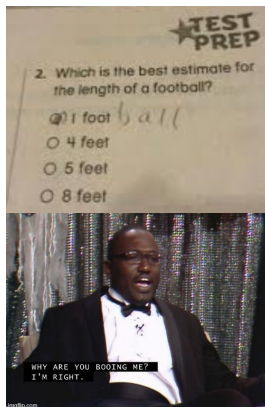 TEST
PREP
2. Which is the best estimate for
the length of a football?
1 foot ball
4 feet
5 feet
8 feet
WHY ARE YOU BOOING ME?
I'M RIGHT.
imgflip.com